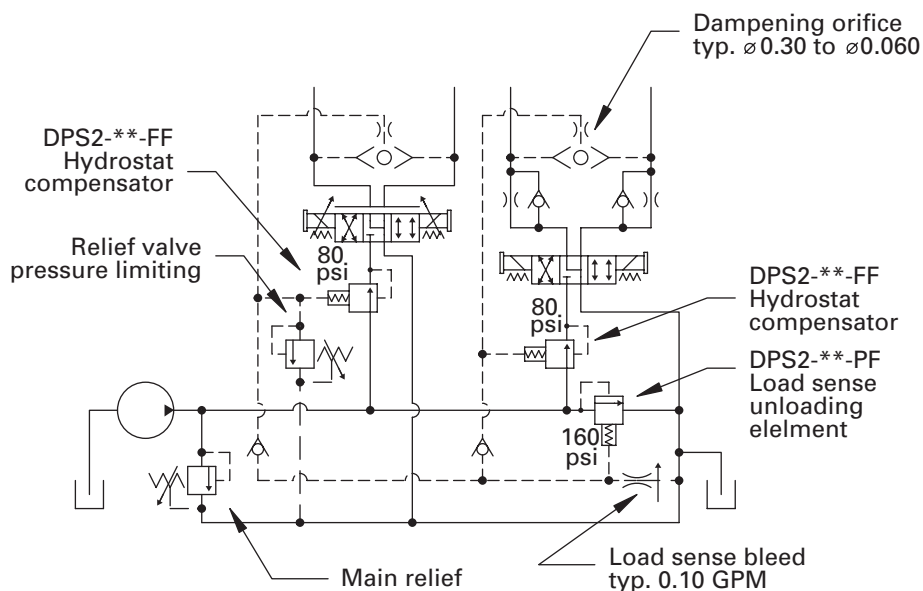 Dampening orifice
typ. ⌀0.30 to ⌀0.060
DPS2-**-FF
Hydrostat
compensator
Relief valve
pressure limiting
80
psi
80
psi
DPS2-**-FF
Hydrostat
compensator
DPS2-**-PF
Load sense
unloading
elelment
160
psi
Main relief
Load sense bleed
typ. 0.10 GPM